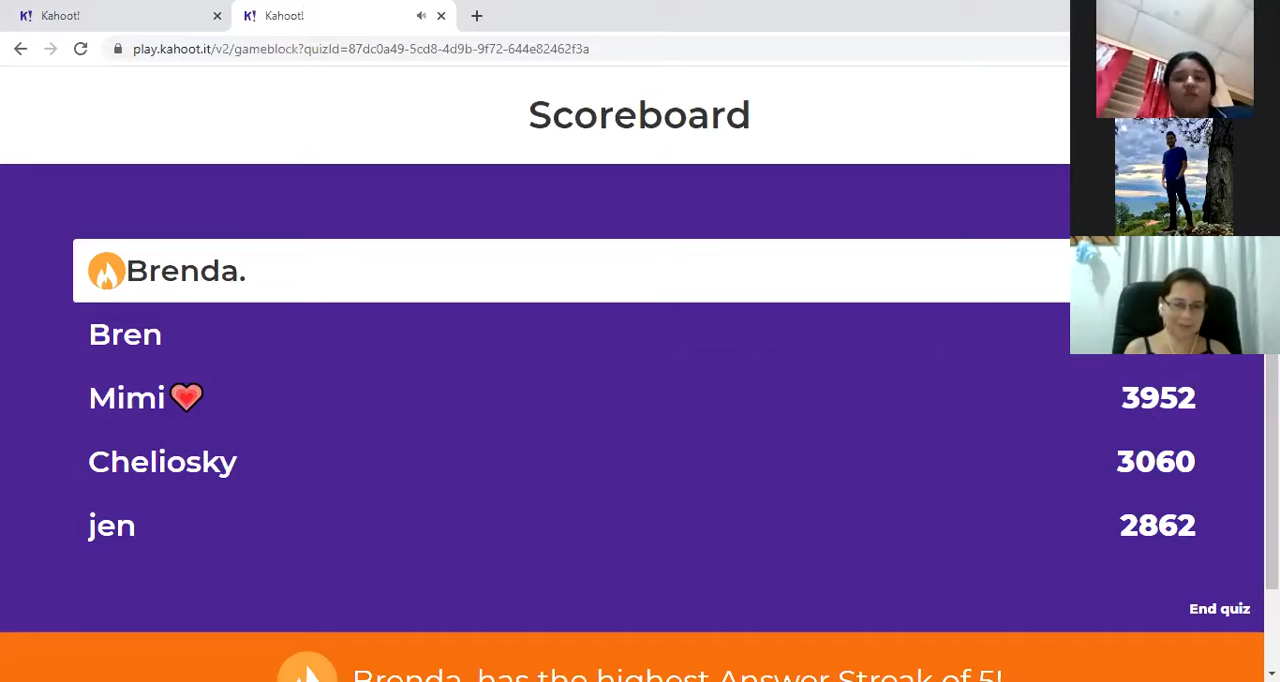 K! Kahoot! K! Kahoot!
play.kahoot.it/v2/gameblock?quizId=87dc0a49-5cd8-4d9b-9f72-644e82462f3a
Scoreboard
Brenda.
Bren
Mimi 3952
Cheliosky 3060
jen 2862
End quiz
Brenda. has the highest Answer Streak of 5!